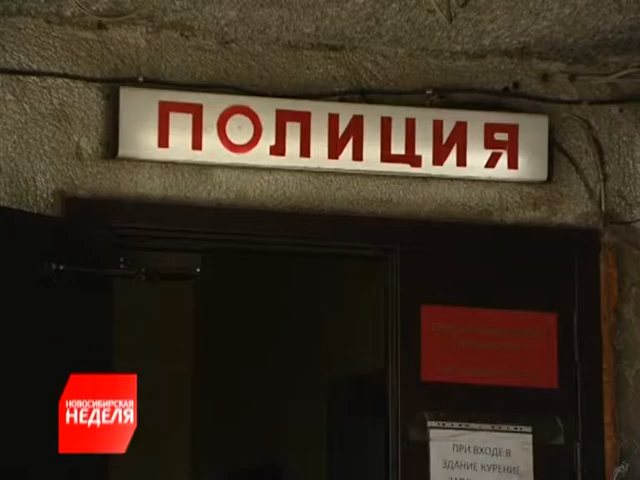 ПОЛИЦИЯ
НОВОСИБИРСКАЯ
НЕДЕЛЯ
ПРИ ВХОДЕ В
ЗДАНИЕ КУРЕНИЕ